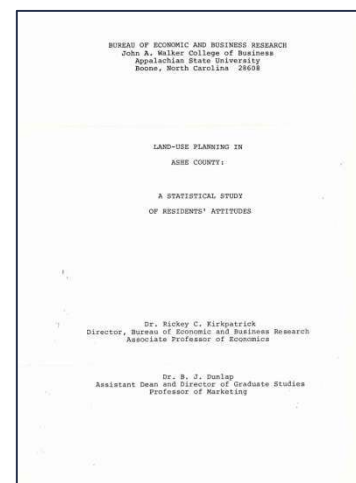 BUREAU OF ECONOMIC AND BUSINESS RESEARCH
John A. Walker College of Business
Appalachian State University
Boone, North Carolina 28608
LAND-USE PLANNING IN
ASHE COUNTY:
A STATISTICAL STUDY
OF RESIDENTS' ATTITUDES
Dr. Rickey C. Kirkpatrick
Director, Bureau of Economic and Business Research
Associate Professor of Economics
Dr. B. J. Dunlap
Assistant Dean and Director of Graduate Studies
Professor of Marketing